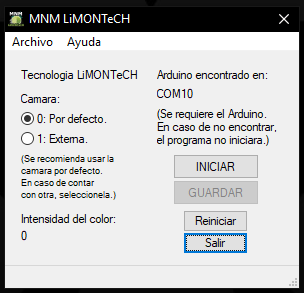 MNM LiMONTeCH
Archivo Ayuda
Tecnologia LiMONTeCH
Camara:
0: Por defecto.
1: Externa.
(Se recomienda usar la
camara por defecto.
En caso de contar
con otra, seleccionela.)
Intensidad del color:
0
Arduino encontrado en:
COM10
(Se requiere el Arduino.
En caso de no encontrar,
el programa no iniciara.)
INICIAR
GUARDAR
Reiniciar
Salir